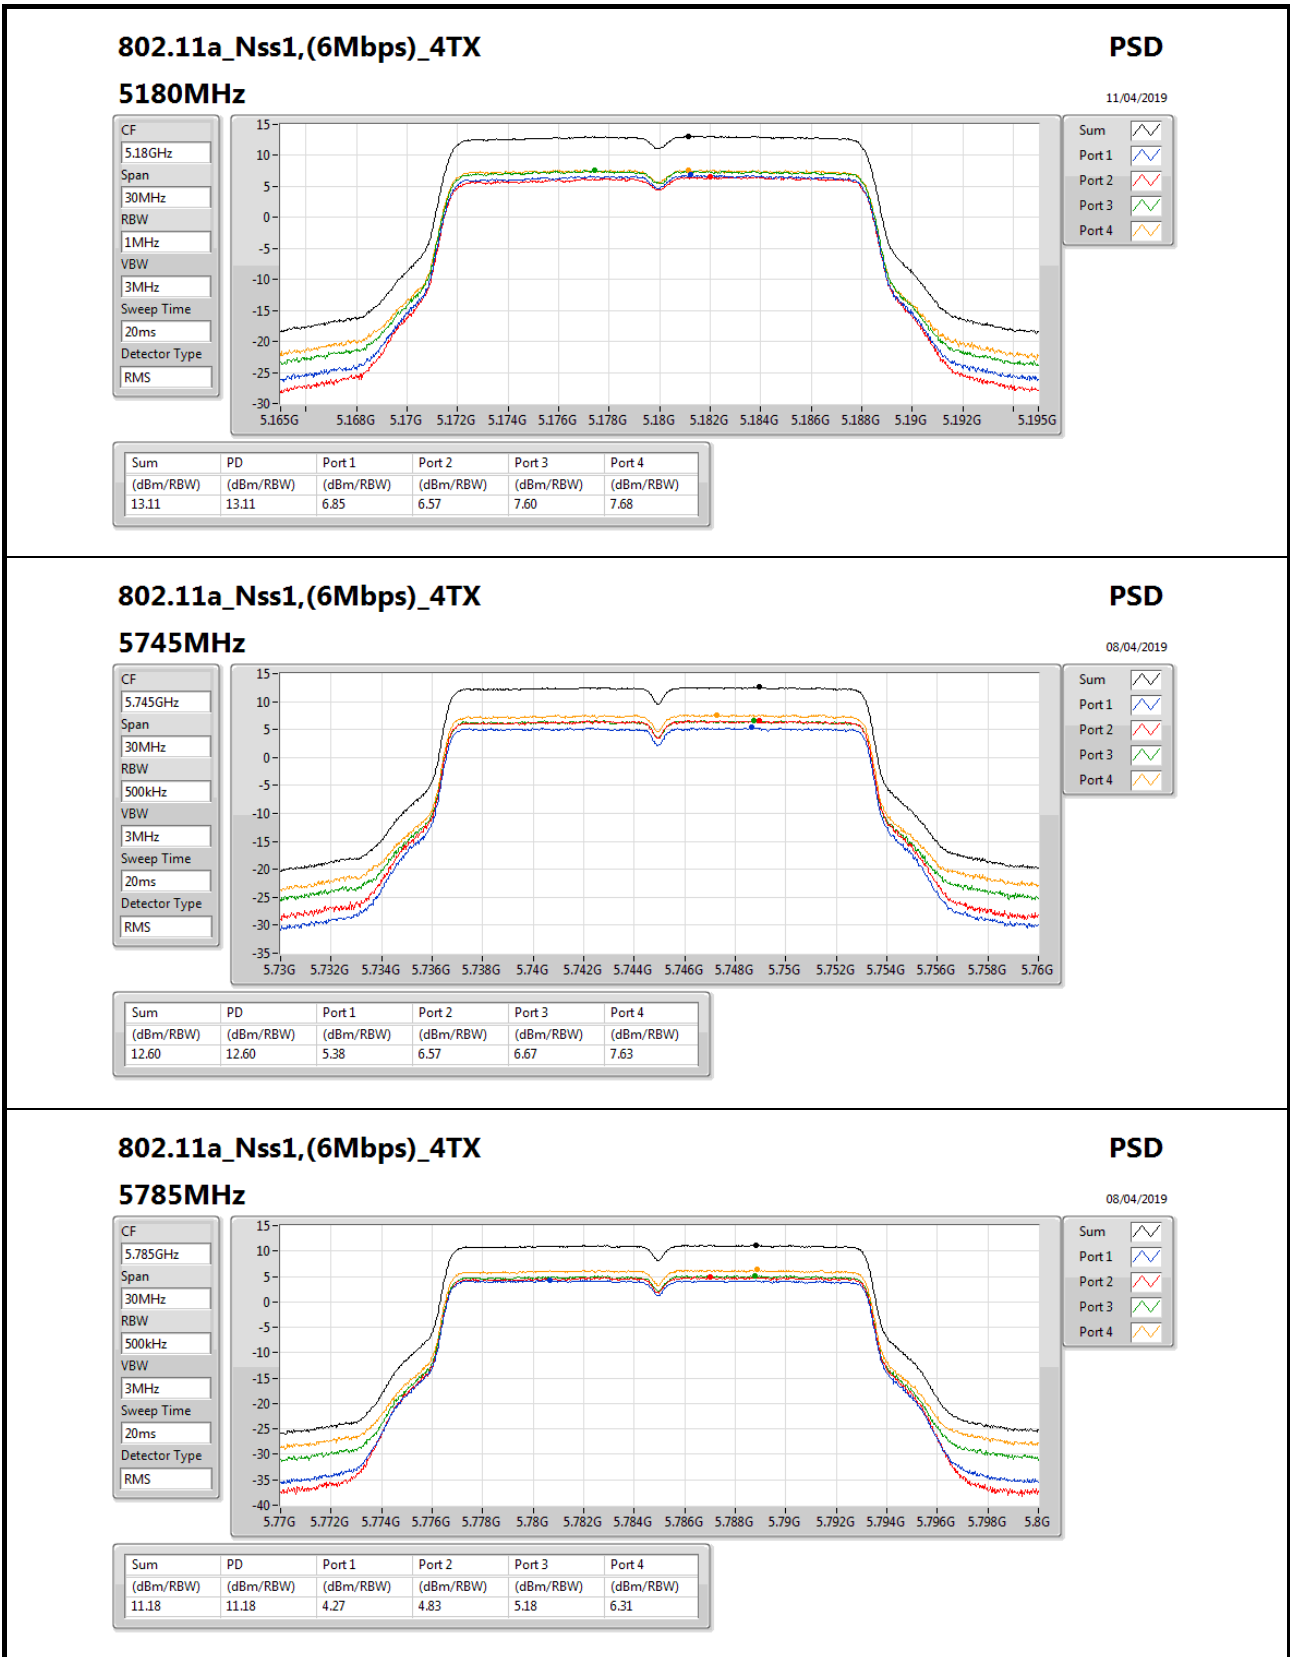 802.11a_Nss1,(6Mbps)_4TX PSD
5180MHz 11/04/2019
CF
5.18GHz
Span
30MHz
RBW
1MHz
VBW
3MHz
Sweep Time
20ms
Detector Type
RMS
15
10
5
0
-5
-10
-15
-20
-25
-30
5.165G 5.168G 5.17G 5.172G 5.174G 5.176G 5.178G 5.18G 5.182G 5.184G 5.186G 5.188G 5.19G 5.192G 5.195G
Sum
Port 1
Port 2
Port 3
Port 4
Sum PD Port 1 Port 2 Port 3 Port 4
(dBm/RBW) (dBm/RBW) (dBm/RBW) (dBm/RBW) (dBm/RBW) (dBm/RBW)
13.11 13.11 6.85 6.57 7.60 7.68
802.11a_Nss1,(6Mbps)_4TX PSD
5745MHz 08/04/2019
CF
5.745GHz
Span
30MHz
RBW
500kHz
VBW
3MHz
Sweep Time
20ms
Detector Type
RMS
15
10
5
0
-5
-10
-15
-20
-25
-30
-35
5.73G 5.732G 5.734G 5.736G 5.738G 5.74G 5.742G 5.744G 5.746G 5.748G 5.75G 5.752G 5.754G 5.756G 5.758G 5.76G
Sum
Port 1
Port 2
Port 3
Port 4
Sum PD Port 1 Port 2 Port 3 Port 4
(dBm/RBW) (dBm/RBW) (dBm/RBW) (dBm/RBW) (dBm/RBW) (dBm/RBW)
12.60 12.60 5.38 6.57 6.67 7.63
802.11a_Nss1,(6Mbps)_4TX PSD
5785MHz 08/04/2019
CF
5.785GHz
Span
30MHz
RBW
500kHz
VBW
3MHz
Sweep Time
20ms
Detector Type
RMS
15
10
5
0
-5
-10
-15
-20
-25
-30
-35
-40
5.77G 5.772G 5.774G 5.776G 5.778G 5.78G 5.782G 5.784G 5.786G 5.788G 5.79G 5.792G 5.794G 5.796G 5.798G 5.8G
Sum
Port 1
Port 2
Port 3
Port 4
Sum PD Port 1 Port 2 Port 3 Port 4
(dBm/RBW) (dBm/RBW) (dBm/RBW) (dBm/RBW) (dBm/RBW) (dBm/RBW)
11.18 11.18 4.27 4.83 5.18 6.31